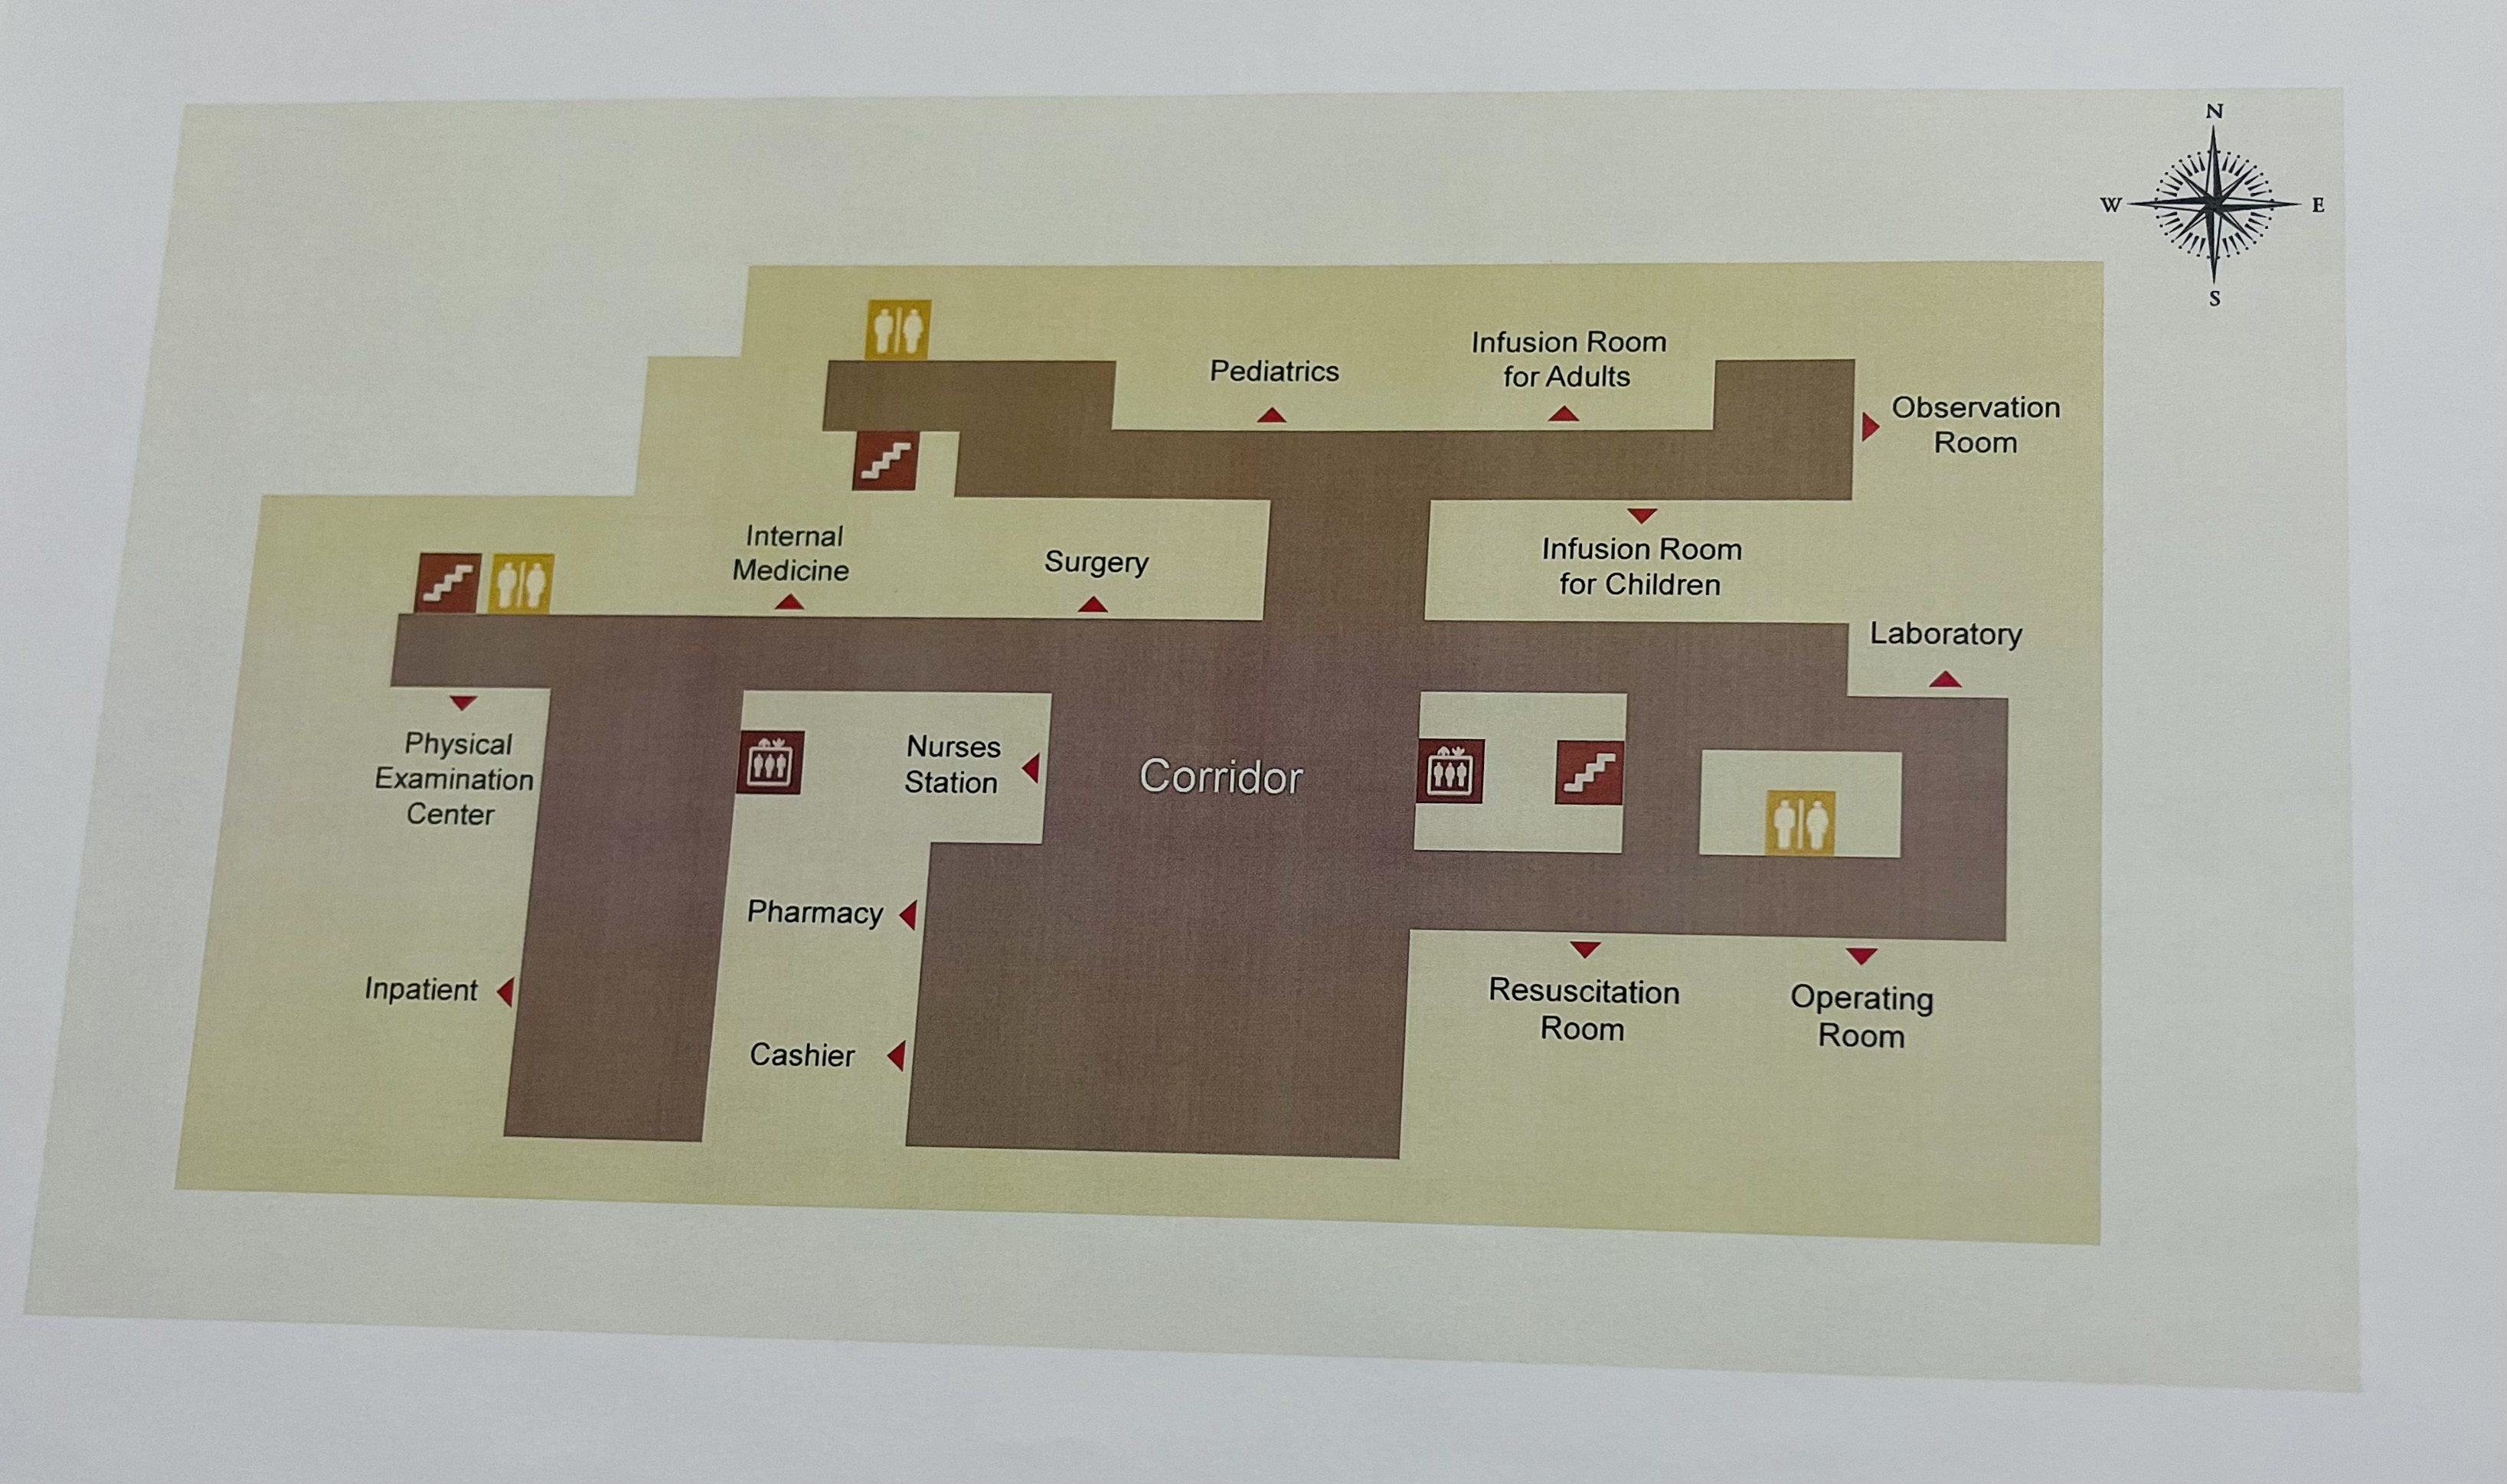 N
W
E
S
Pediatrics
Infusion Room
for Adults
Observation
Room
Internal
Medicine
Surgery
Infusion Room
for Children
Laboratory
Physical
Examination
Center
Nurses
Station
Corridor
Pharmacy
Inpatient
Cashier
Resuscitation
Room
Operating
Room